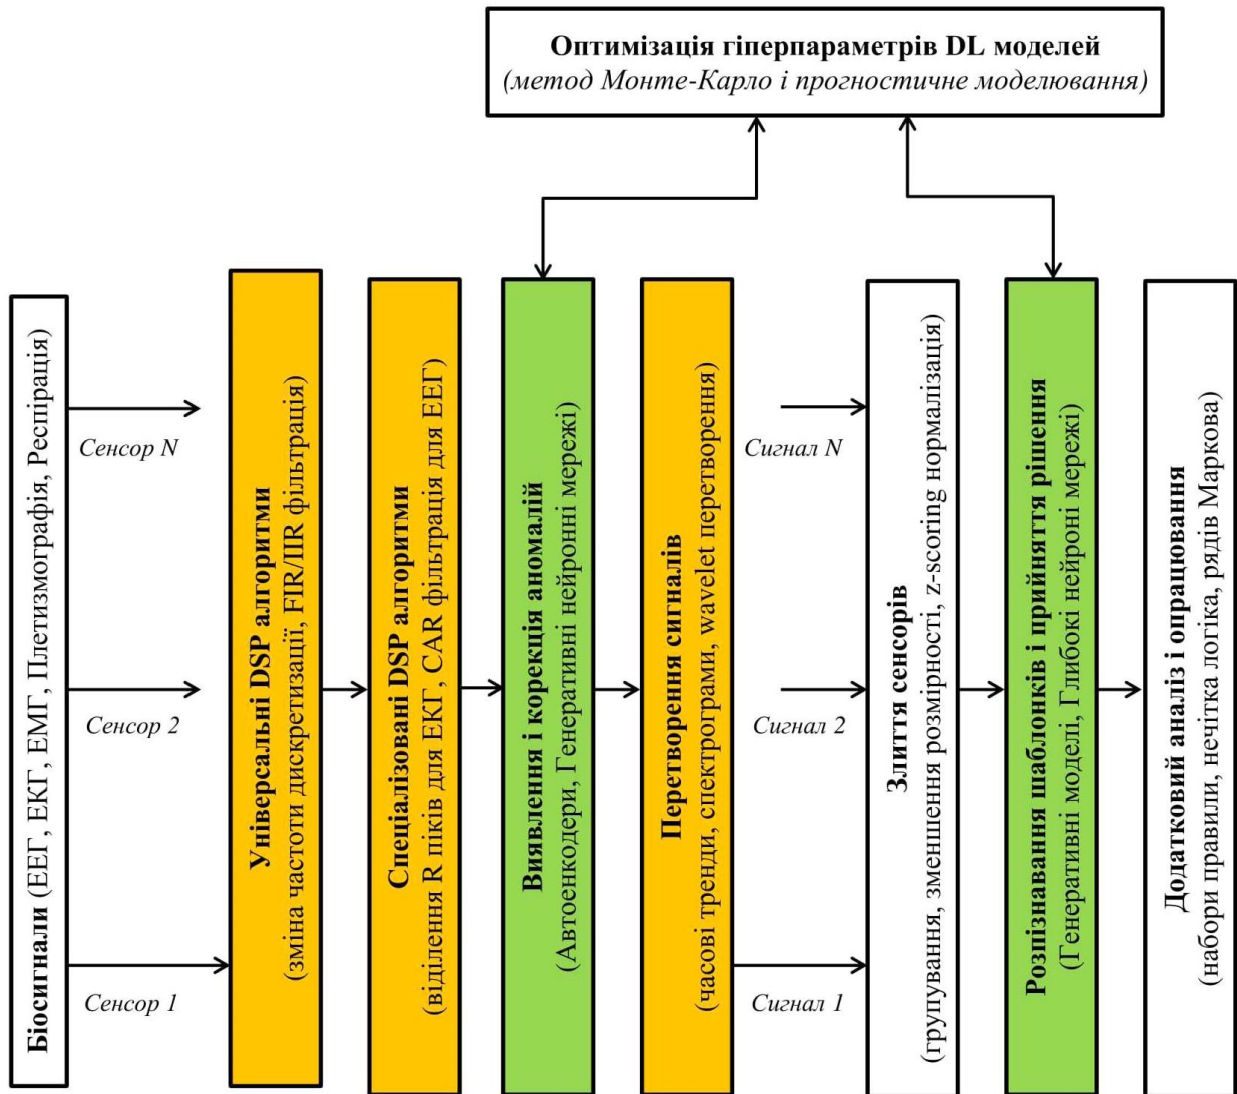 Оптимізація гіперпараметрів DL моделей
(метод Монте-Карло і прогностичне моделювання)
Біосигнали (ЕЕГ, ЕКГ, ЕМГ, Плетизмографія, Респірація)
Сенсор N
Сенсор 2
Сенсор 1
Універсальні DSP алгоритми
(зміна частоти дискретизації, FIR/IIR фільтрація)
Спеціалізовані DSP алгоритми
(віділення R піків для ЕКГ, CAR фільтрація для ЕЕГ)
Виявлення і корекція аномалій
(Автоенкодери, Генеративні нейронні мережі)
Перетворення сигналів
(часові тренди, спектрограми, wavelet перетворення)
Сигнал N
Сигнал 2
Сигнал 1
Злиття сенсорів
(групування, зменшення розмірності, z-scoring нормалізація)
Розпізнавання шаблонків і прийняття рішення
(Генеративні моделі, Глибокі нейроні мережі)
Додатковий аналіз і опрацювання
(набори правили, нечітка логіка, рядів Маркова)